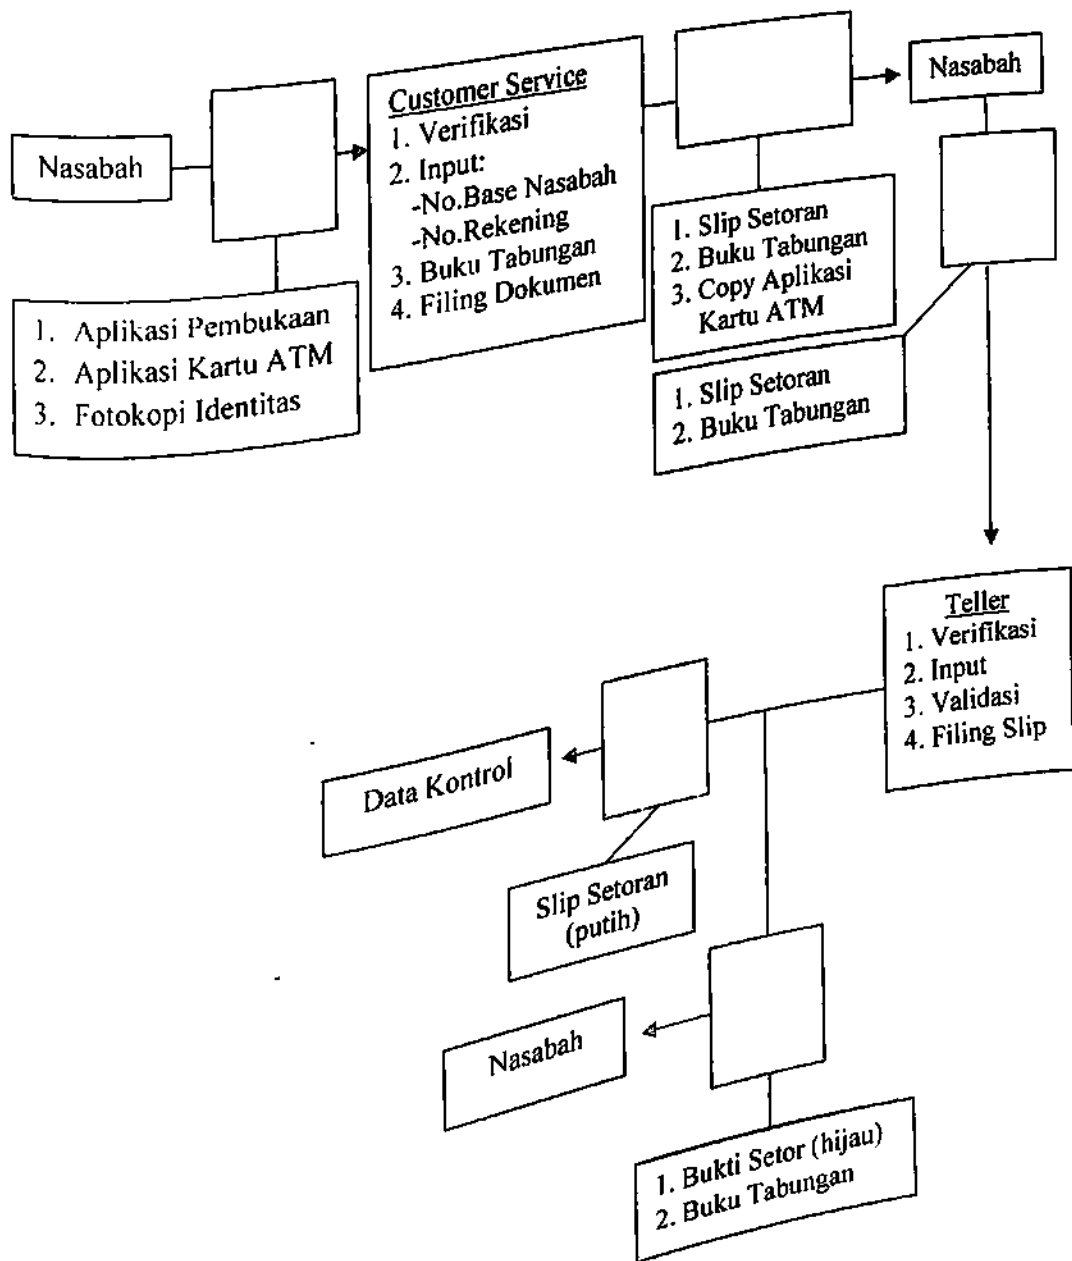 Nasabah
Customer Service
1. Verifikasi
2. Input:
-No.Base Nasabah
-No.Rekening
3. Buku Tabungan
4. Filing Dokumen
Nasabah
1. Aplikasi Pembukaan
2. Aplikasi Kartu ATM
3. Fotokopi Identitas
1. Slip Setoran
2. Buku Tabungan
3. Copy Aplikasi
Kartu ATM
1. Slip Setoran
2. Buku Tabungan
Teller
1. Verifikasi
2. Input
3. Validasi
4. Filing Slip
Data Kontrol
Slip Setoran
(putih)
Nasabah
1. Bukti Setor (hijau)
2. Buku Tabungan